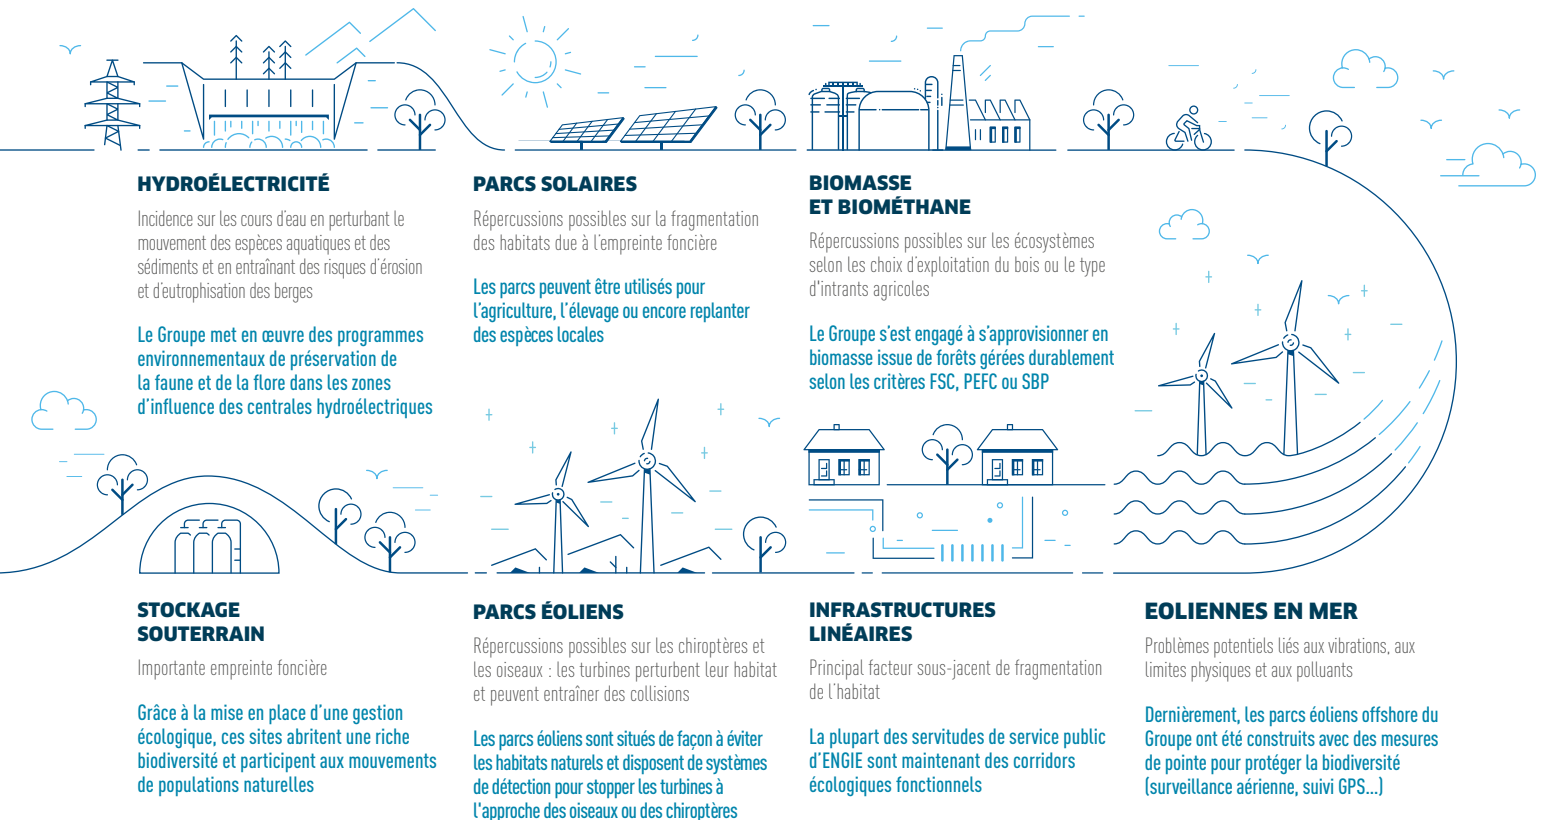 HYDROÉLECTRICITÉ
Incidence sur les cours d'eau en perturbant le
mouvement des espèces aquatiques et des
sédiments et en entraînant des risques d'érosion
et d'eutrophisation des berges
Le Groupe met en œuvre des programmes
environnementaux de préservation de
la faune et de la flore dans les zones
d'influence des centrales hydroélectriques
PARCS SOLAIRES
Répercussions possibles sur la fragmentation
des habitats due à l'empreinte foncière
Les parcs peuvent être utilisés pour
l'agriculture, l'élevage ou encore replanter
des espèces locales
BIOMASSE
ET BIOMÉTHANE
Répercussions possibles sur les écosystèmes
selon les choix d'exploitation du bois ou le type
d'intrants agricoles
Le Groupe s'est engagé à s'approvisionner en
biomasse issue de forêts gérées durablement
selon les critères FSC, PEFC ou SBP
STOCKAGE
SOUTERRAIN
Importante empreinte foncière
Grâce à la mise en place d'une gestion
écologique, ces sites abritent une riche
biodiversité et participent aux mouvements
de populations naturelles
PARCS ÉOLIENS
Répercussions possibles sur les chiroptères et
les oiseaux : les turbines perturbent leur habitat
et peuvent entraîner des collisions
Les parcs éoliens sont situés de façon à éviter
les habitats naturels et disposent de systèmes
de détection pour stopper les turbines à
l'approche des oiseaux ou des chiroptères
INFRASTRUCTURES
LINÉAIRES
Principal facteur sous-jacent de fragmentation
de l'habitat
La plupart des servitudes de service public
d'ENGIE sont maintenant des corridors
écologiques fonctionnels
EOLIENNES EN MER
Problèmes potentiels liés aux vibrations, aux
limites physiques et aux polluants
Dernièrement, les parcs éoliens offshore du
Groupe ont été construits avec des mesures
de pointe pour protéger la biodiversité
(surveillance aérienne, suivi GPS...)